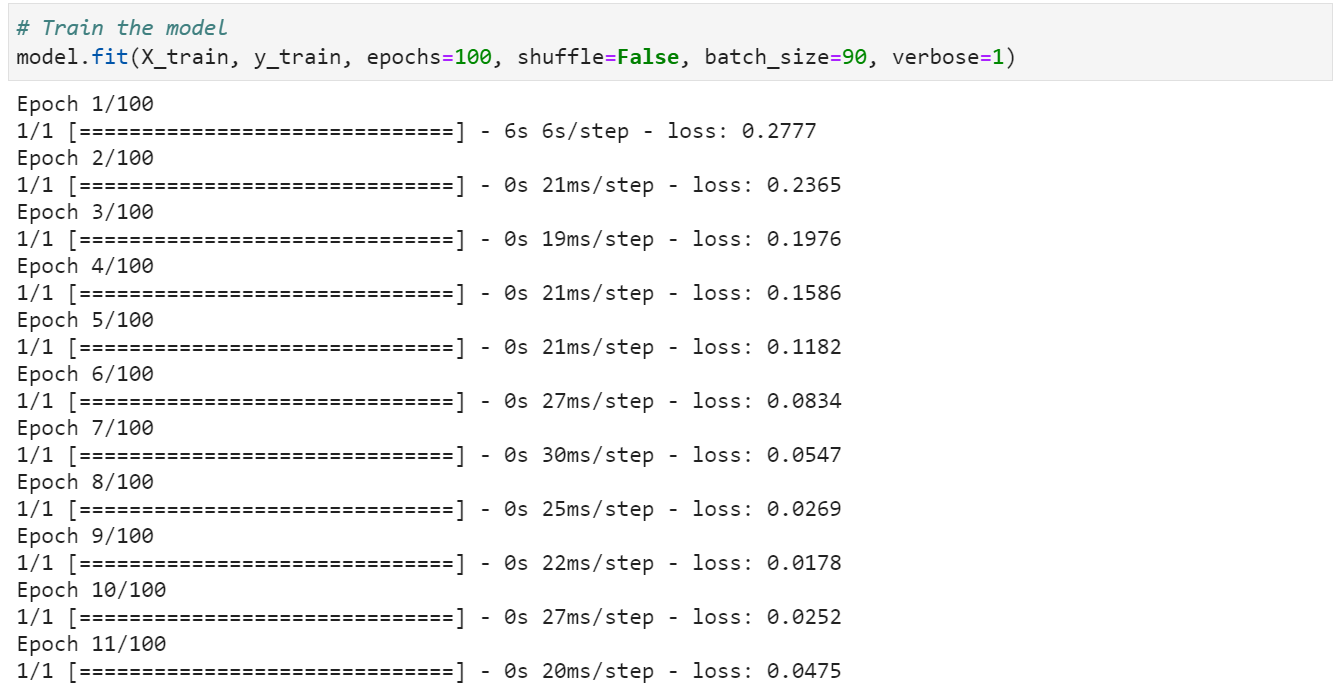 # Train the model
model.fit(X_train, y_train, epochs=100, shuffle=False, batch_size=90, verbose=1)
Epoch 1/100
1/1 [==============================] - 6s 6s/step - loss: 0.2777
Epoch 2/100
1/1 [==============================] - 0s 21ms/step - loss: 0.2365
Epoch 3/100
1/1 [==============================] - 0s 19ms/step - loss: 0.1976
Epoch 4/100
1/1 [==============================] - 0s 21ms/step - loss: 0.1586
Epoch 5/100
1/1 [==============================] - 0s 21ms/step - loss: 0.1182
Epoch 6/100
1/1 [==============================] - 0s 27ms/step - loss: 0.0834
Epoch 7/100
1/1 [==============================] - 0s 30ms/step - loss: 0.0547
Epoch 8/100
1/1 [==============================] - 0s 25ms/step - loss: 0.0269
Epoch 9/100
1/1 [==============================] - 0s 22ms/step - loss: 0.0178
Epoch 10/100
1/1 [==============================] - 0s 27ms/step - loss: 0.0252
Epoch 11/100
1/1 [==============================] - 0s 20ms/step - loss: 0.0475